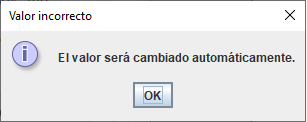 Valor incorrecto
El valor será cambiado automáticamente.
OK